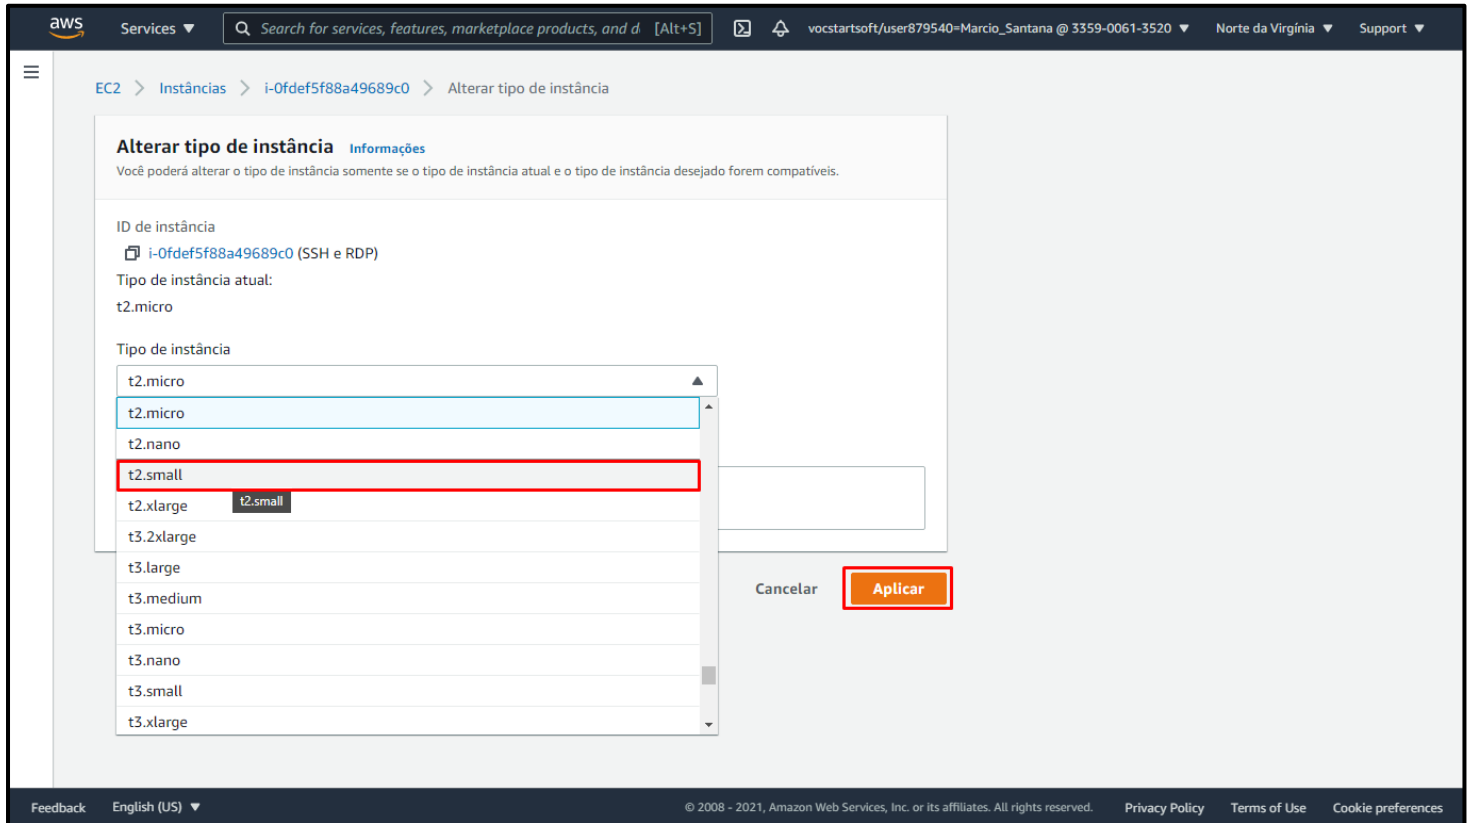 aws Services ▼ Search for services, features, marketplace products, and d [Alt+S] vocstartsoft/user879540=Marcio_Santana @ 3359-0061-3520 ▼ Norte da Virgínia ▼ Support ▼
EC2 > Instâncias > i-0fdef5f88a49689c0 > Alterar tipo de instância
Alterar tipo de instância Informações
Você poderá alterar o tipo de instância somente se o tipo de instância atual e o tipo de instância desejado forem compatíveis.
ID de instância
i-0fdef5f88a49689c0 (SSH e RDP)
Tipo de instância atual:
t2.micro
Tipo de instância
t2.micro
t2.micro
t2.nano
t2.small
t2.small
t2.xlarge
t3.2xlarge
t3.large
t3.medium
t3.micro
t3.nano
t3.small
t3.xlarge
Cancelar Aplicar
Feedback English (US) ▼ © 2008 - 2021, Amazon Web Services, Inc. or its affiliates. All rights reserved. Privacy Policy Terms of Use Cookie preferences